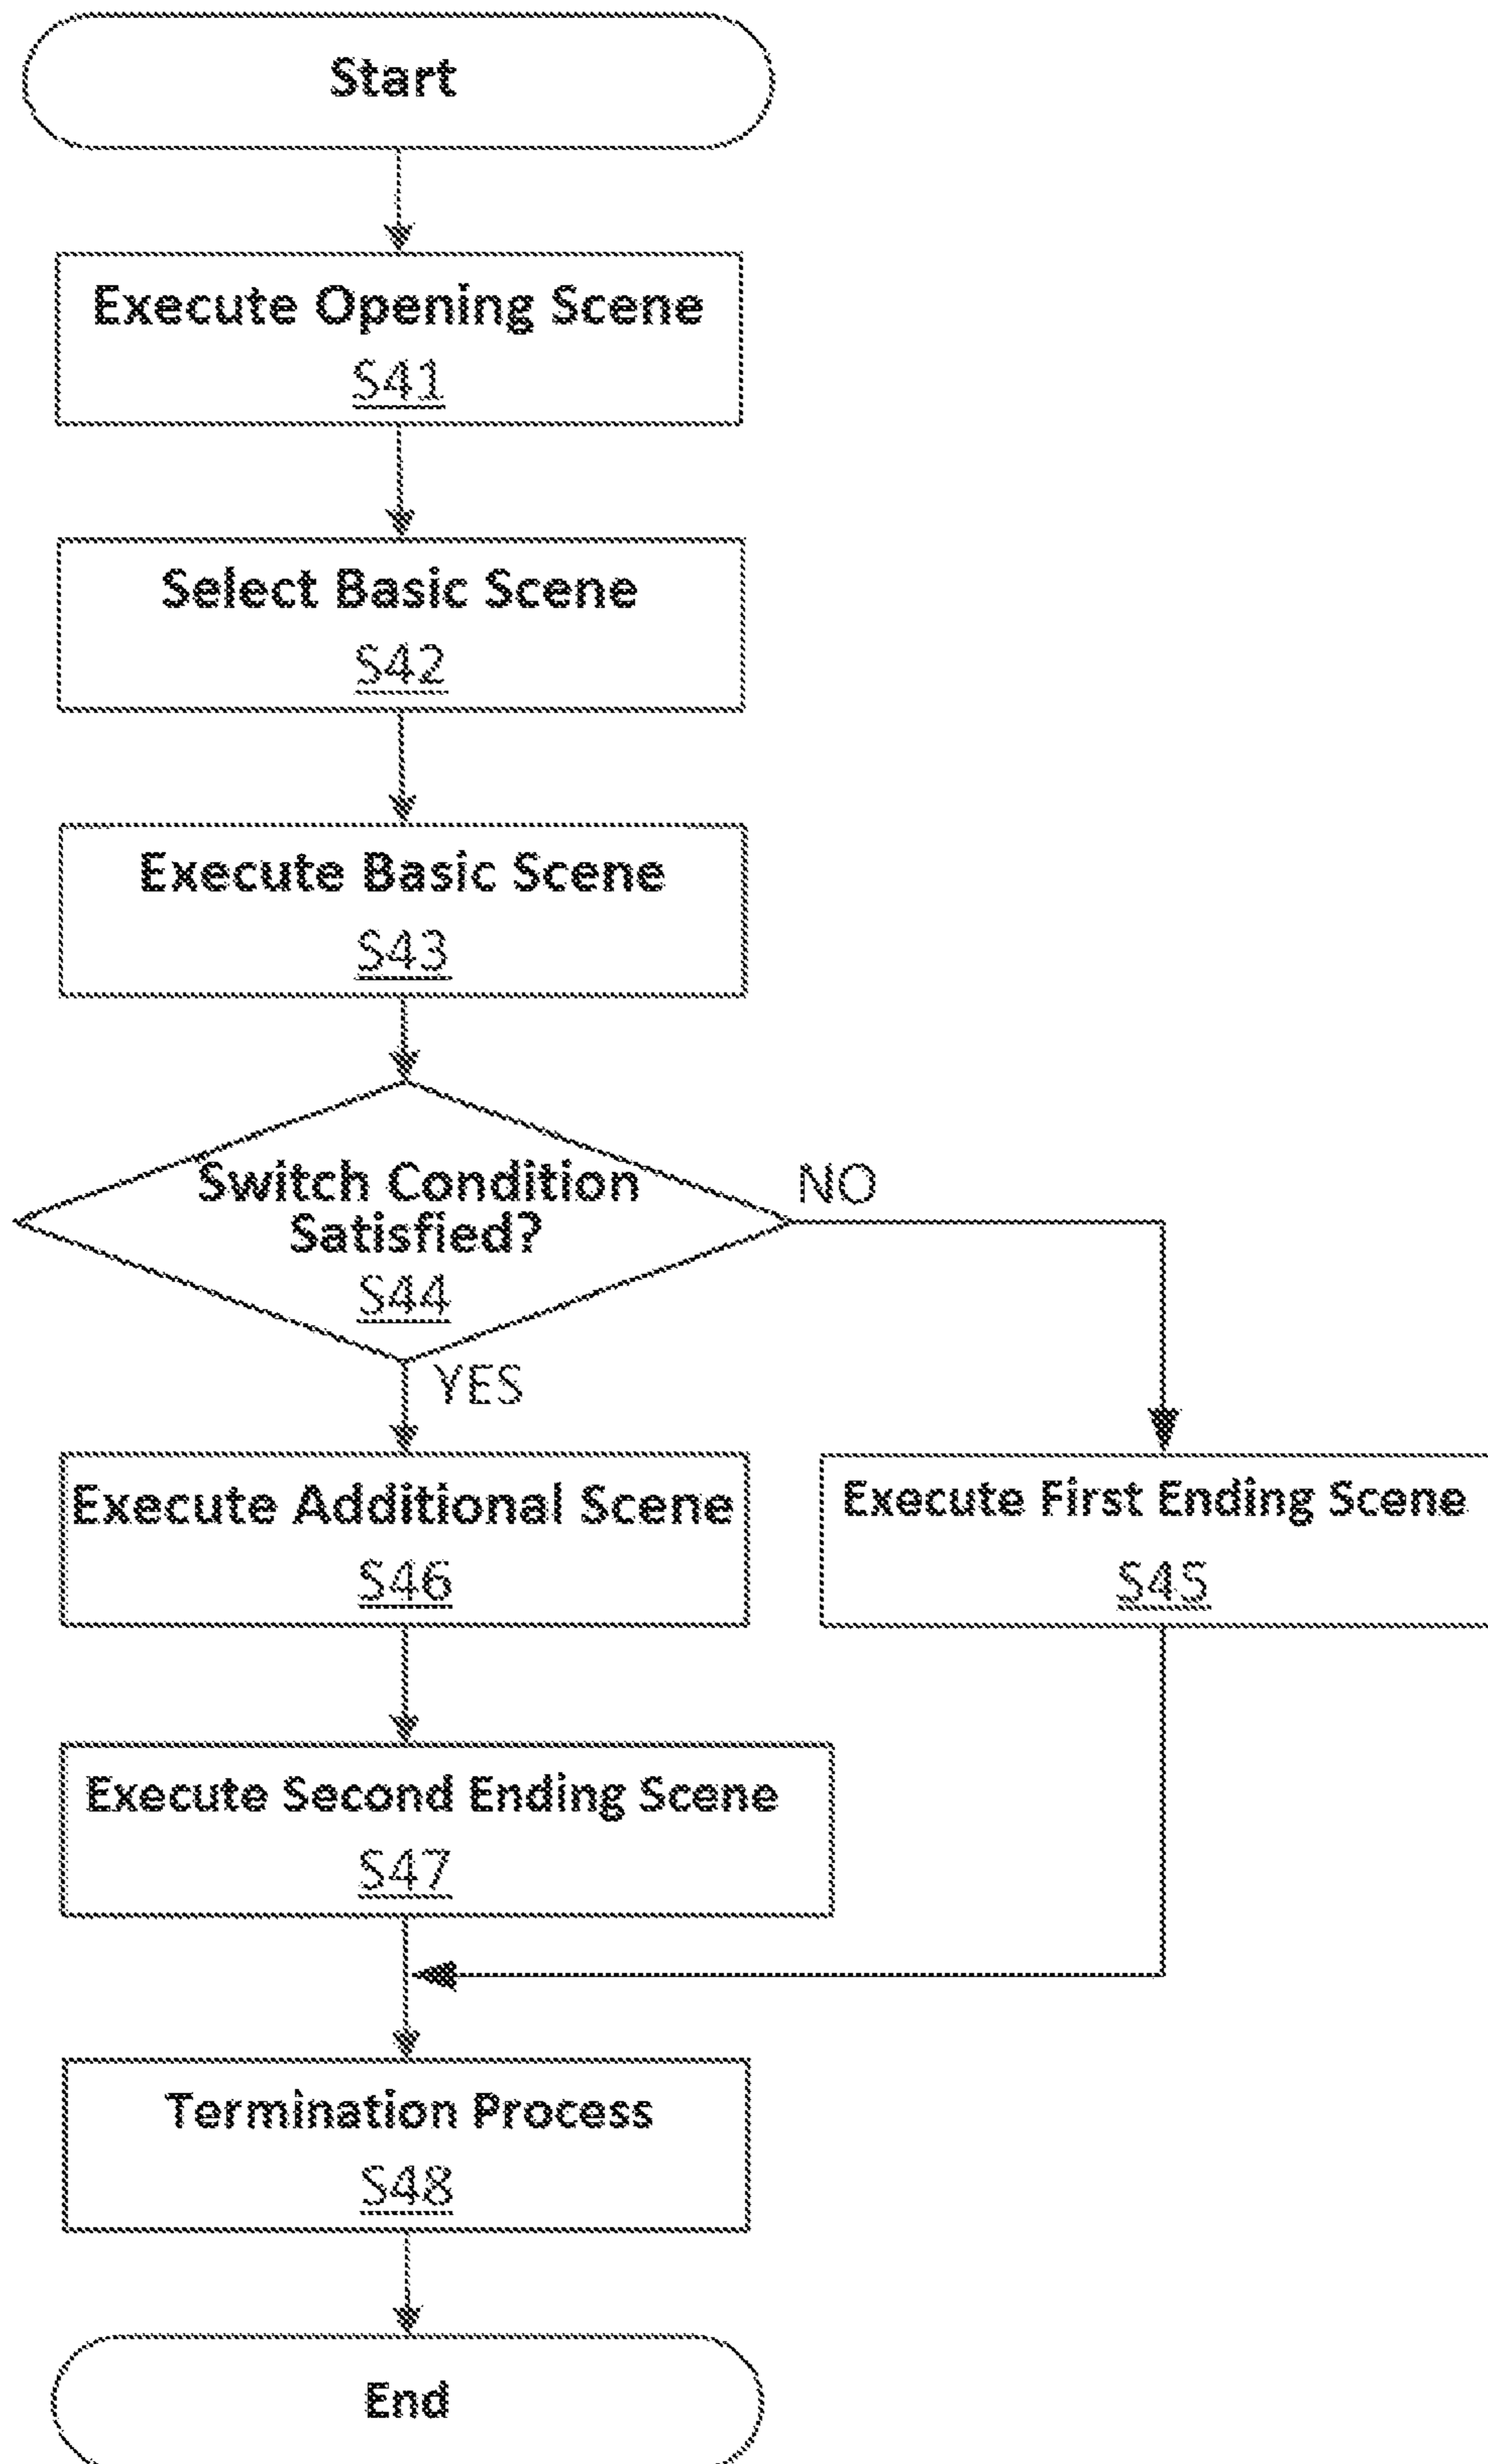 Start
Execute Opening Scene
S41
Select Basic Scene
S42
Execute Basic Scene
S43
Switch Condition
Satisfied?
S44
NO
YES
Execute Additional Scene
S46
Execute First Ending Scene
S45
Execute Second Ending Scene
S47
Termination Process
S48
End